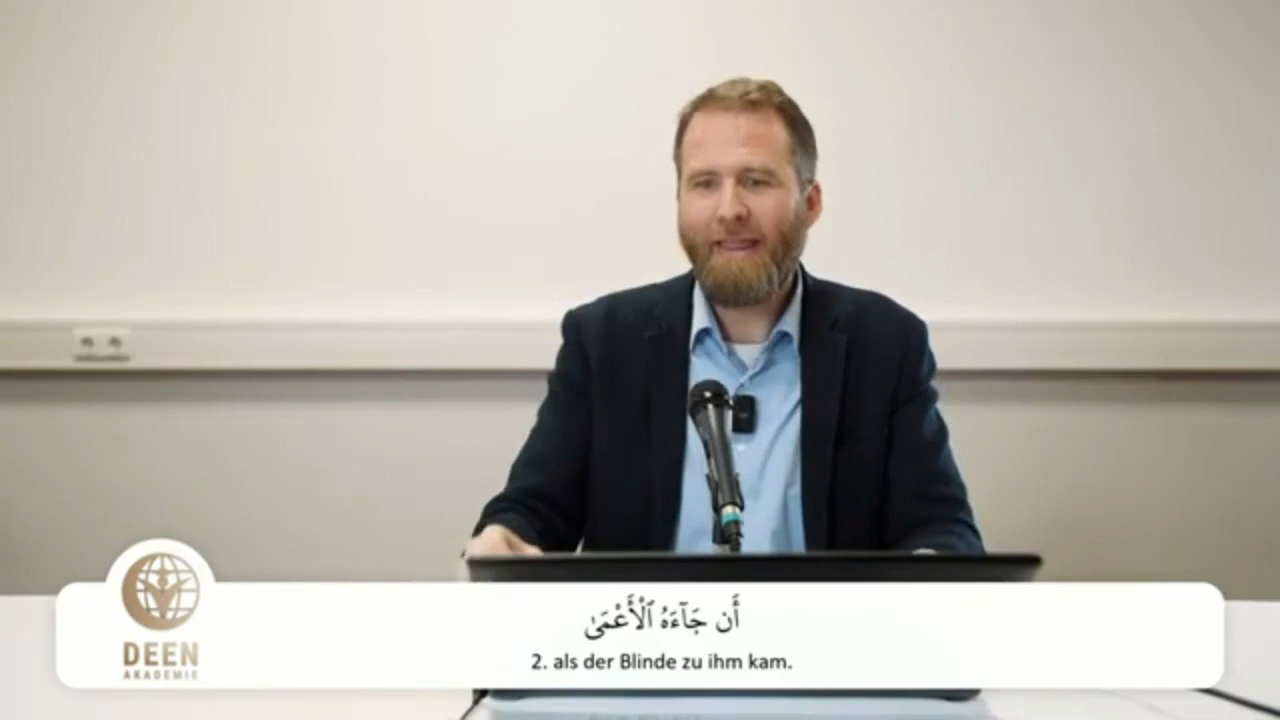 أَن جَآءَهُ ٱلْأَعْمَىٰ
2. als der Blinde zu ihm kam.
DEEN
AKADEMIE